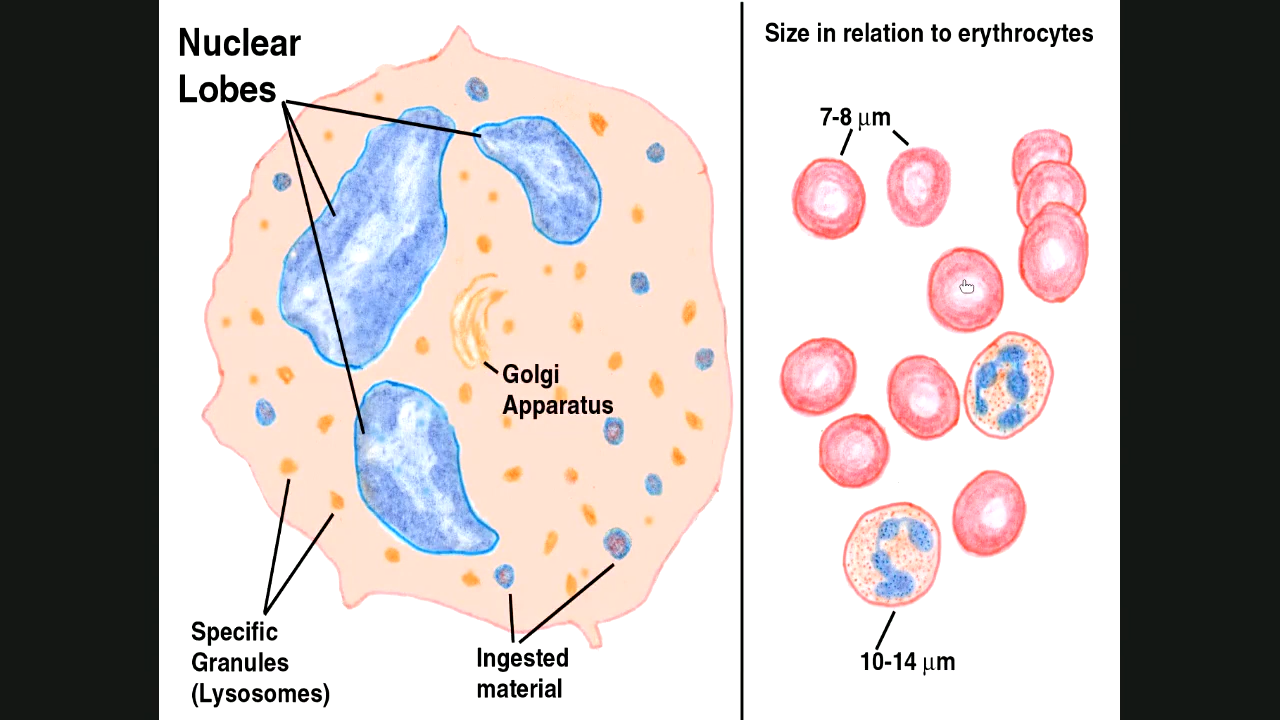 Nuclear
Lobes
Golgi
Apparatus
Specific
Granules
(Lysosomes)
Ingested
material
Size in relation to erythrocytes
7-8 μm
10-14 μm